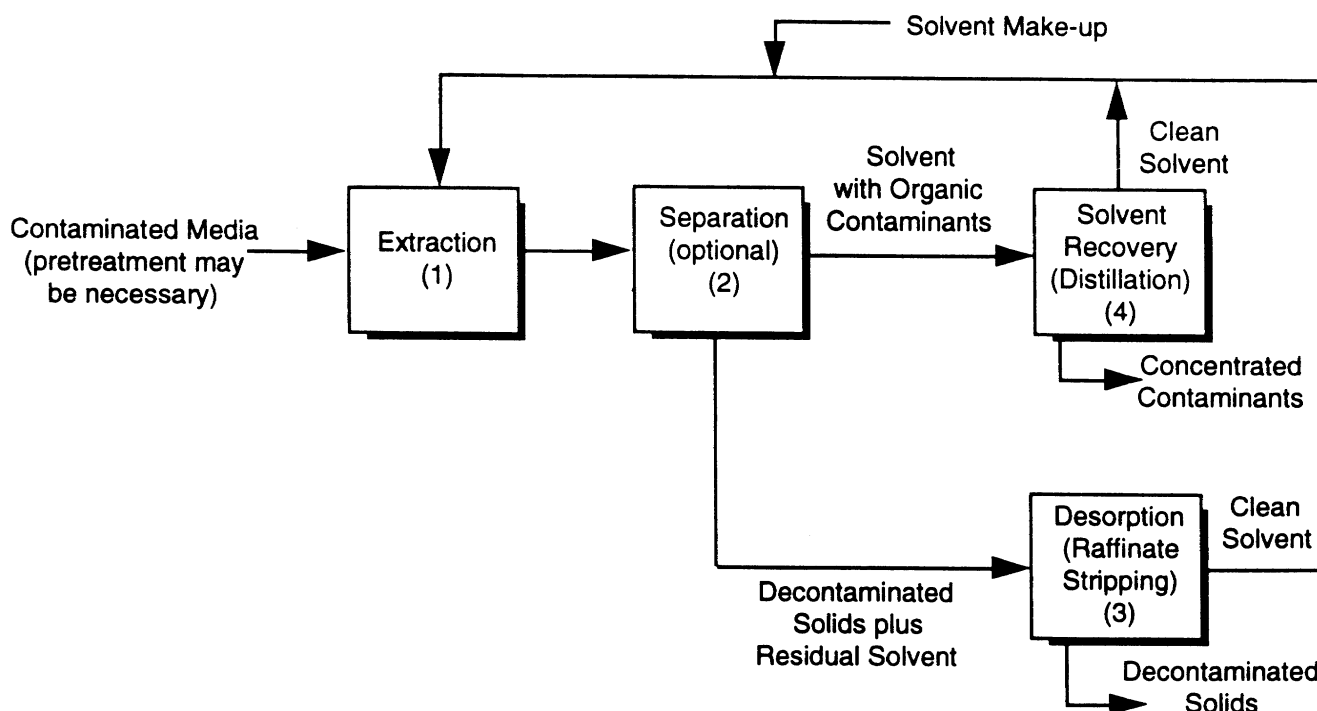 Solvent Make-up
Clean
Solvent
Solvent
with Organic
Contaminants
Contaminated Media
(pretreatment may
be necessary)
Extraction
(1)
Separation
(optional)
(2)
Solvent
Recovery
(Distillation)
(4)
Concentrated
Contaminants
Desorption
(Raffinate
Stripping)
(3)
Clean
Solvent
Decontaminated
Solids plus
Residual Solvent
Decontaminated
Solids